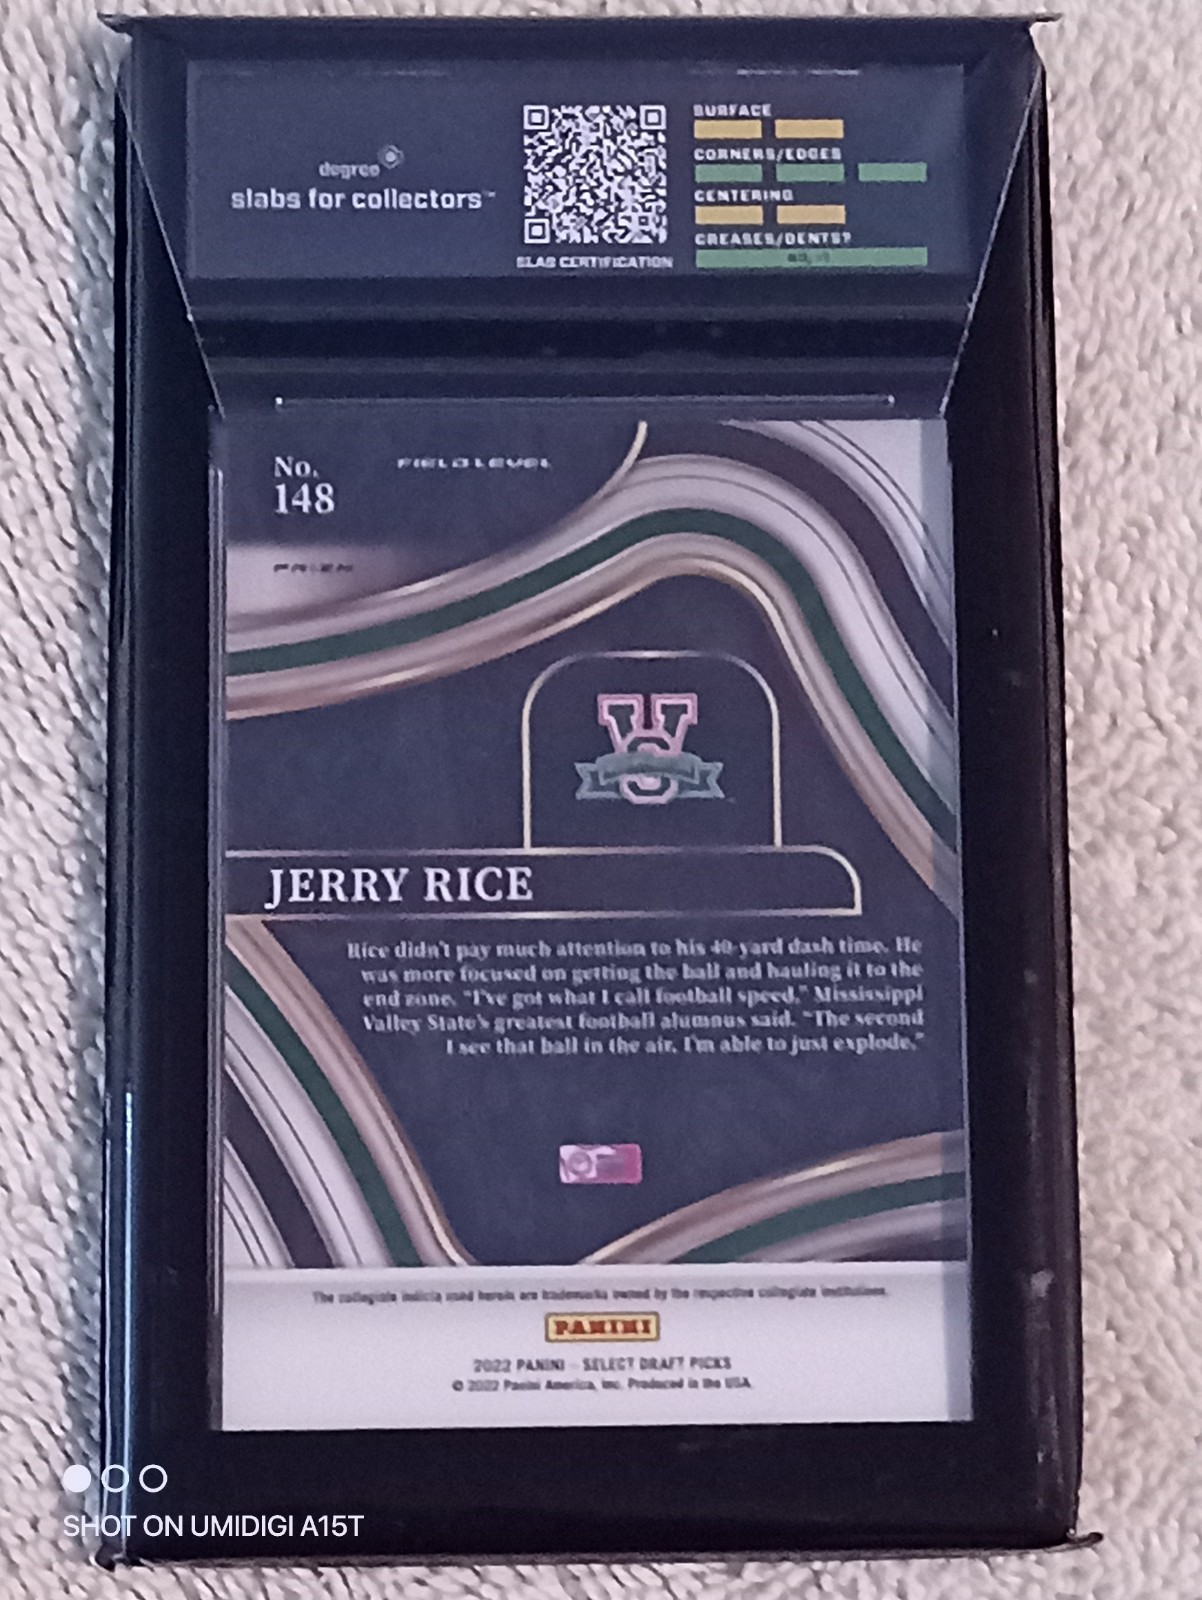 degree
slabs for collectors™
SLAB CERTIFICATION
SURFACE
CORNERS/EDGES
CENTERING
CREASES/DENTS?
No.
148
FIELD LEVEL
PRIZM
JERRY RICE
Rice didn't pay much attention to his 40-yard dash time. He
was more focused on getting the ball and hauling it to the
end zone. "I've got what I call football speed," Mississippi
Valley State's greatest football alumnus said. "The second
I see that ball in the air, I'm able to just explode."
The collegiate indicia used herein are trademarks owned by the respective collegiate institutions.
PANINI
2022 PANINI – SELECT DRAFT PICKS
© 2022 Panini America, Inc. Produced in the USA.
SHOT ON UMIDIGI A15T